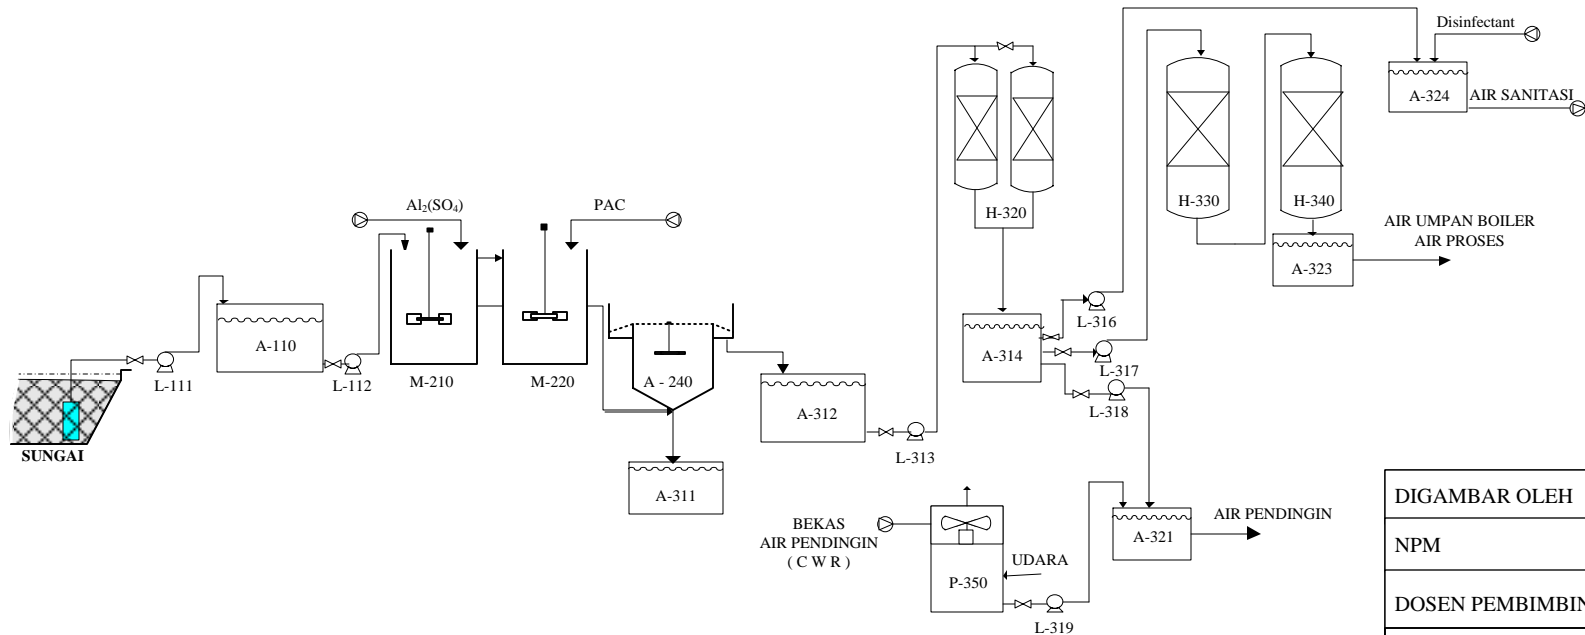 Disinfectant
A-324
AIR SANITASI
H-320
H-330
H-340
AIR UMPAN BOILER
AIR PROSES
A-323
Al₂(SO₄)
PAC
A-110
L-111
L-112
M-210
M-220
A - 240
A-312
L-313
A-311
SUNGAI
L-316
A-314
L-317
L-318
BEKAS
AIR PENDINGIN
( C W R )
P-350
UDARA
L-319
A-321
AIR PENDINGIN
DIGAMBAR OLEH
NPM
DOSEN PEMBIMBIN